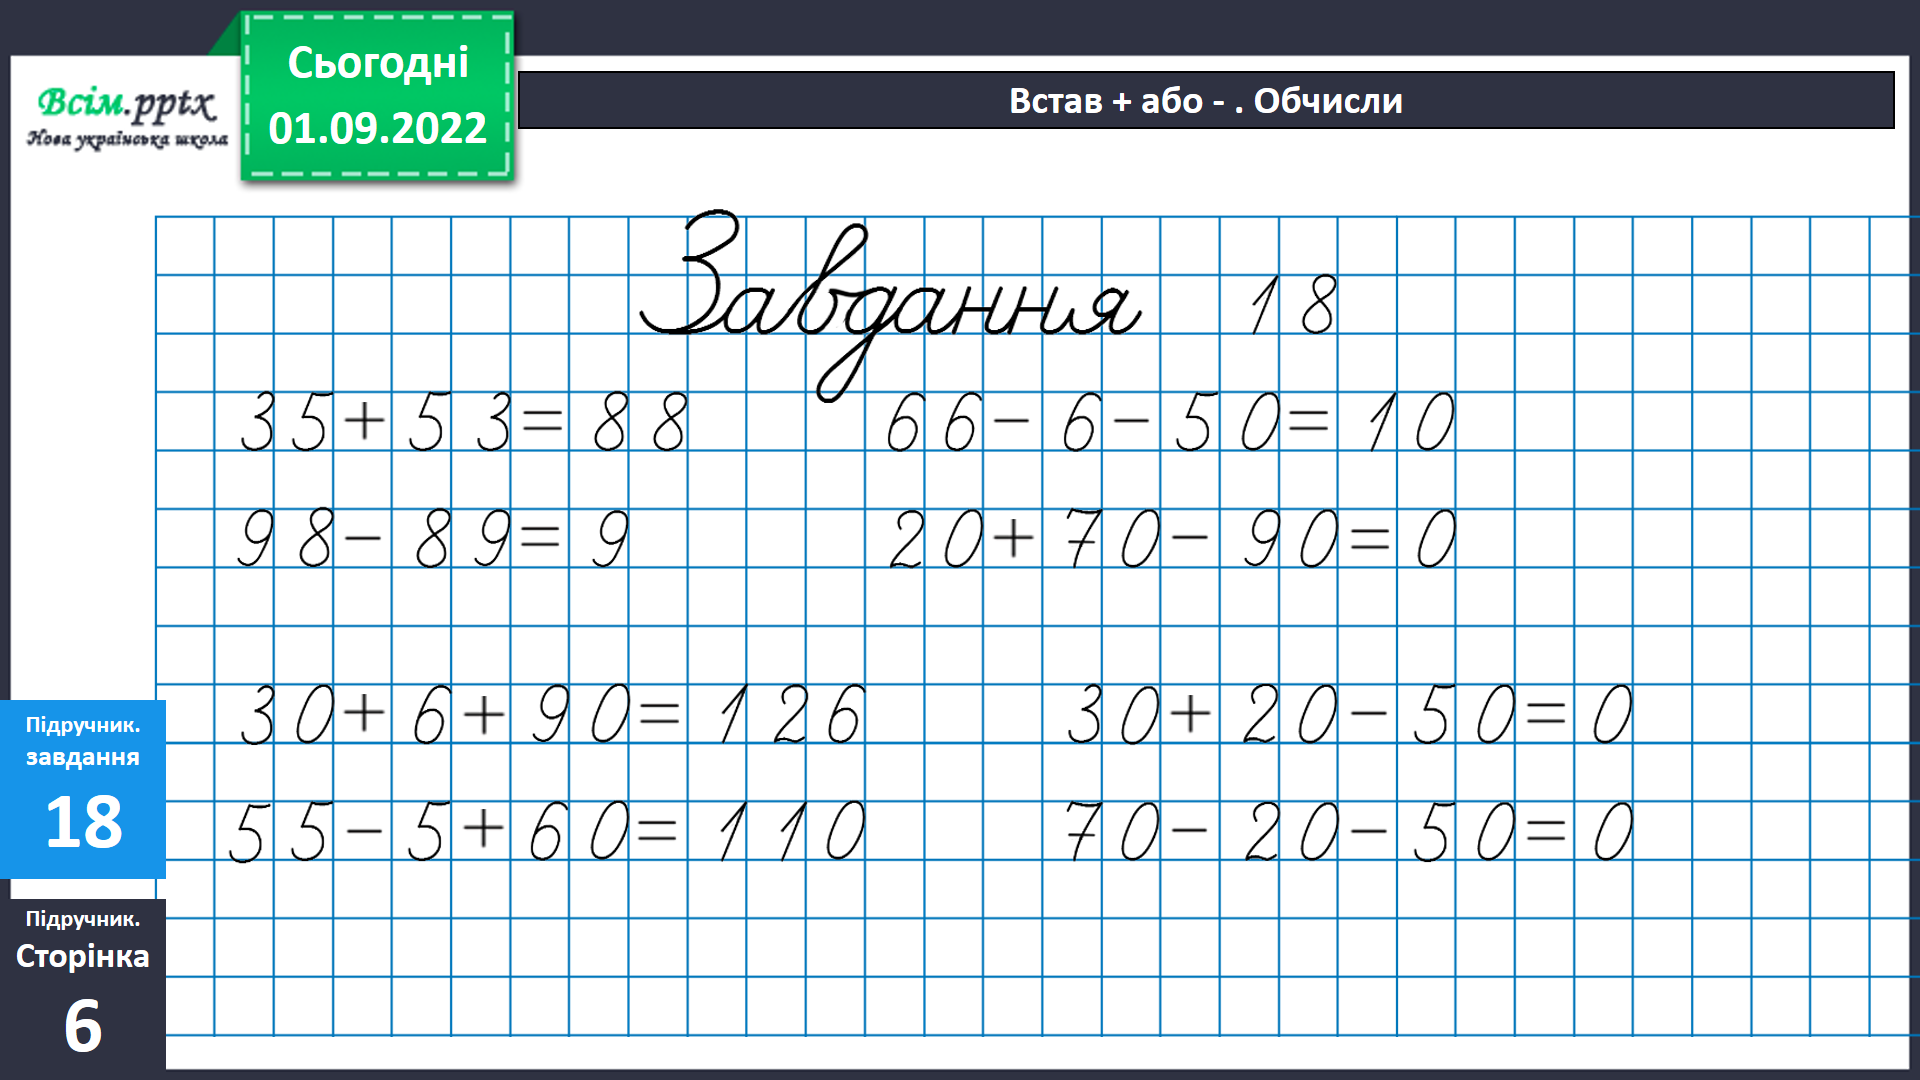 Всім.pptx
Нова українська школа
Сьогодні
01.09.2022
Встав + або - . Обчисли
Завдання 18
35+53=88 66-6-50=10
98-89=9 20+70-90=0
30+6+90=126 30+20-50=0
55-5+60=110 70-20-50=0
Підручник.
завдання
18
Підручник.
Сторінка
6